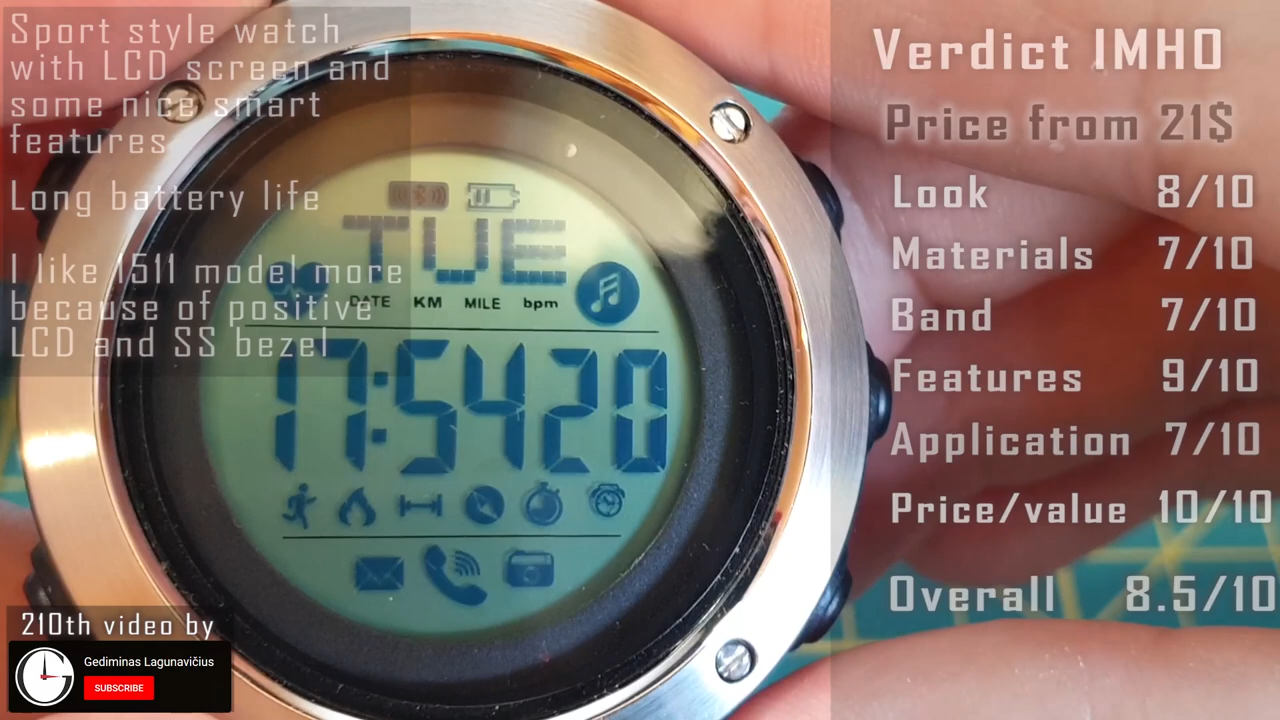 Sport style watch
with LCD screen and
some nice smart
features
Long battery life
I like 1511 model more
because of positive
LCD and SS bezel
TUE
DATE KM MILE bpm
17:5420
210th video by
Gediminas Lagunavičius
SUBSCRIBE
Verdict IMHO
Price from 21$
Look 8/10
Materials 7/10
Band 7/10
Features 9/10
Application 7/10
Price/value 10/10
Overall 8.5/10